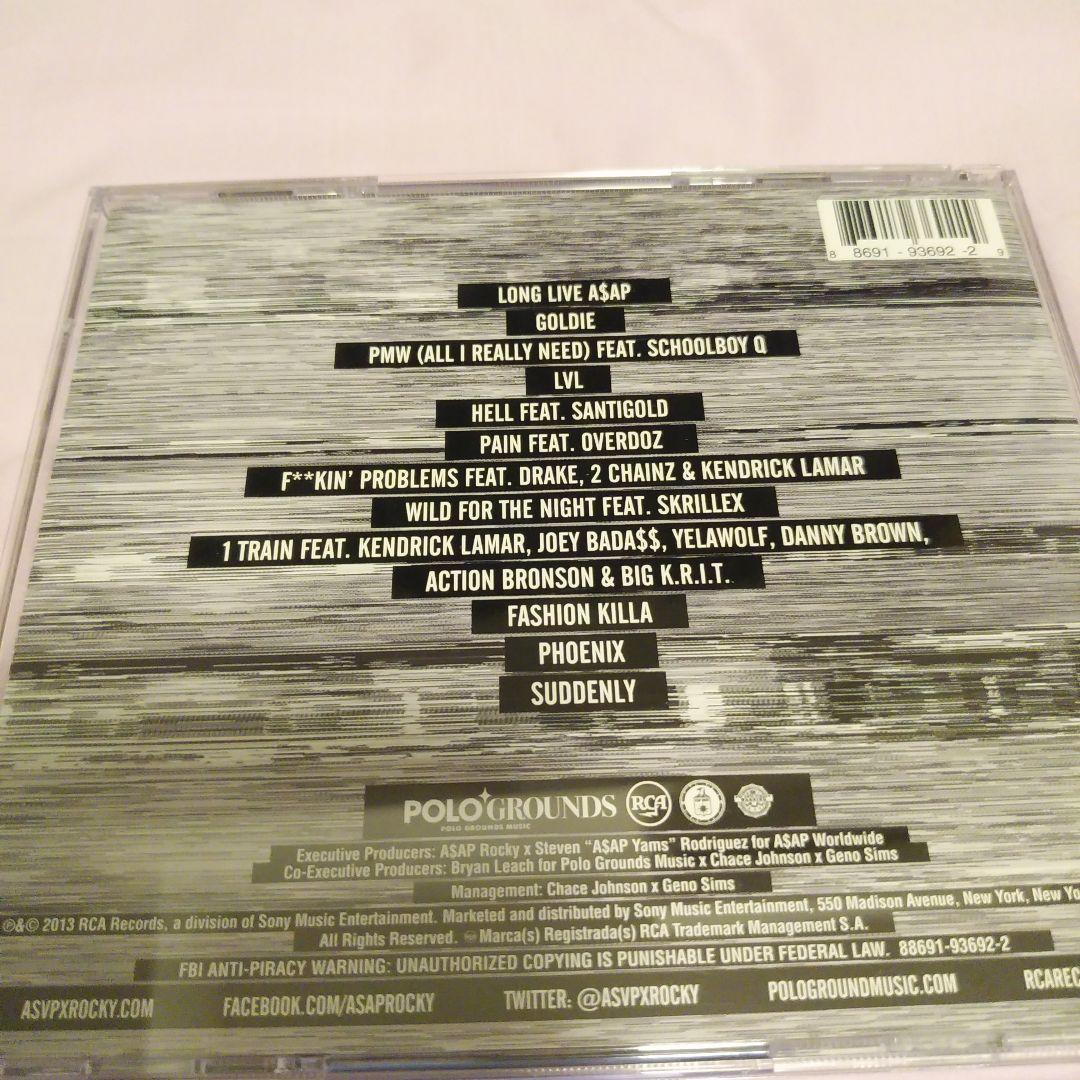 8 8691 - 93692 - 2 9
LONG LIVE A$AP
GOLDIE
PMW (ALL I REALLY NEED) FEAT. SCHOOLBOY Q
LVL
HELL FEAT. SANTIGOLD
PAIN FEAT. OVERDOZ
F**KIN' PROBLEMS FEAT. DRAKE, 2 CHAINZ & KENDRICK LAMAR
WILD FOR THE NIGHT FEAT. SKRILLEX
1 TRAIN FEAT. KENDRICK LAMAR, JOEY BADA$$, YELAWOLF, DANNY BROWN,
ACTION BRONSON & BIG K.R.I.T.
FASHION KILLA
PHOENIX
SUDDENLY
POLO GROUNDS RCA
POLO GROUNDS MUSIC
Executive Producers: A$AP Rocky x Steven "A$AP Yams" Rodriguez for A$AP Worldwide
Co-Executive Producers: Bryan Leach for Polo Grounds Music x Chace Johnson x Geno Sims
Management: Chace Johnson x Geno Sims
℗&© 2013 RCA Records, a division of Sony Music Entertainment. Marketed and distributed by Sony Music Entertainment, 550 Madison Avenue, New York, New Yo
All Rights Reserved. Marca(s) Registrada(s) RCA Trademark Management S.A.
FBI ANTI-PIRACY WARNING: UNAUTHORIZED COPYING IS PUNISHABLE UNDER FEDERAL LAW. 88691-93692-2
ASVPXROCKY.COM FACEBOOK.COM/ASAPROCKY TWITTER: @ASVPXROCKY POLOGROUNDMUSIC.COM RCAREC